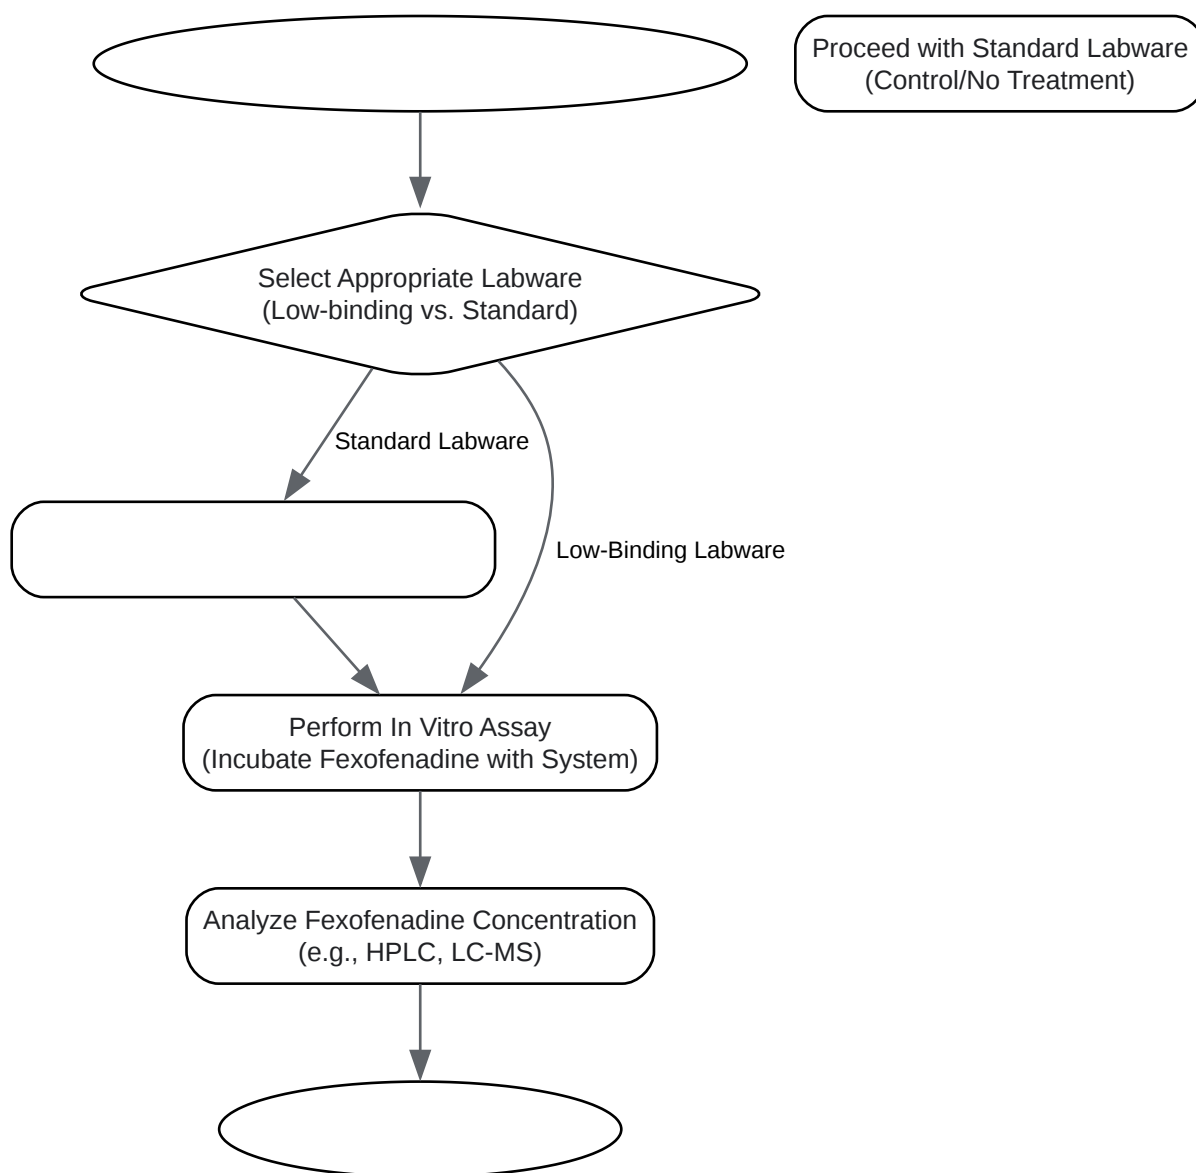 Proceed with Standard Labware
(Control/No Treatment)
Select Appropriate Labware
(Low-binding vs. Standard)
Standard Labware
Low-Binding Labware
Perform In Vitro Assay
(Incubate Fexofenadine with System)
Analyze Fexofenadine Concentration
(e.g., HPLC, LC-MS)